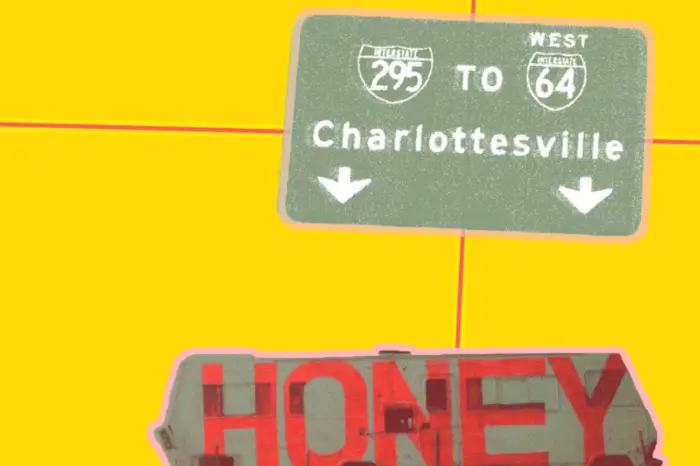 WEST
INTERSTATE
295
TO
INTERSTATE
64
Charlottesville
HONEY